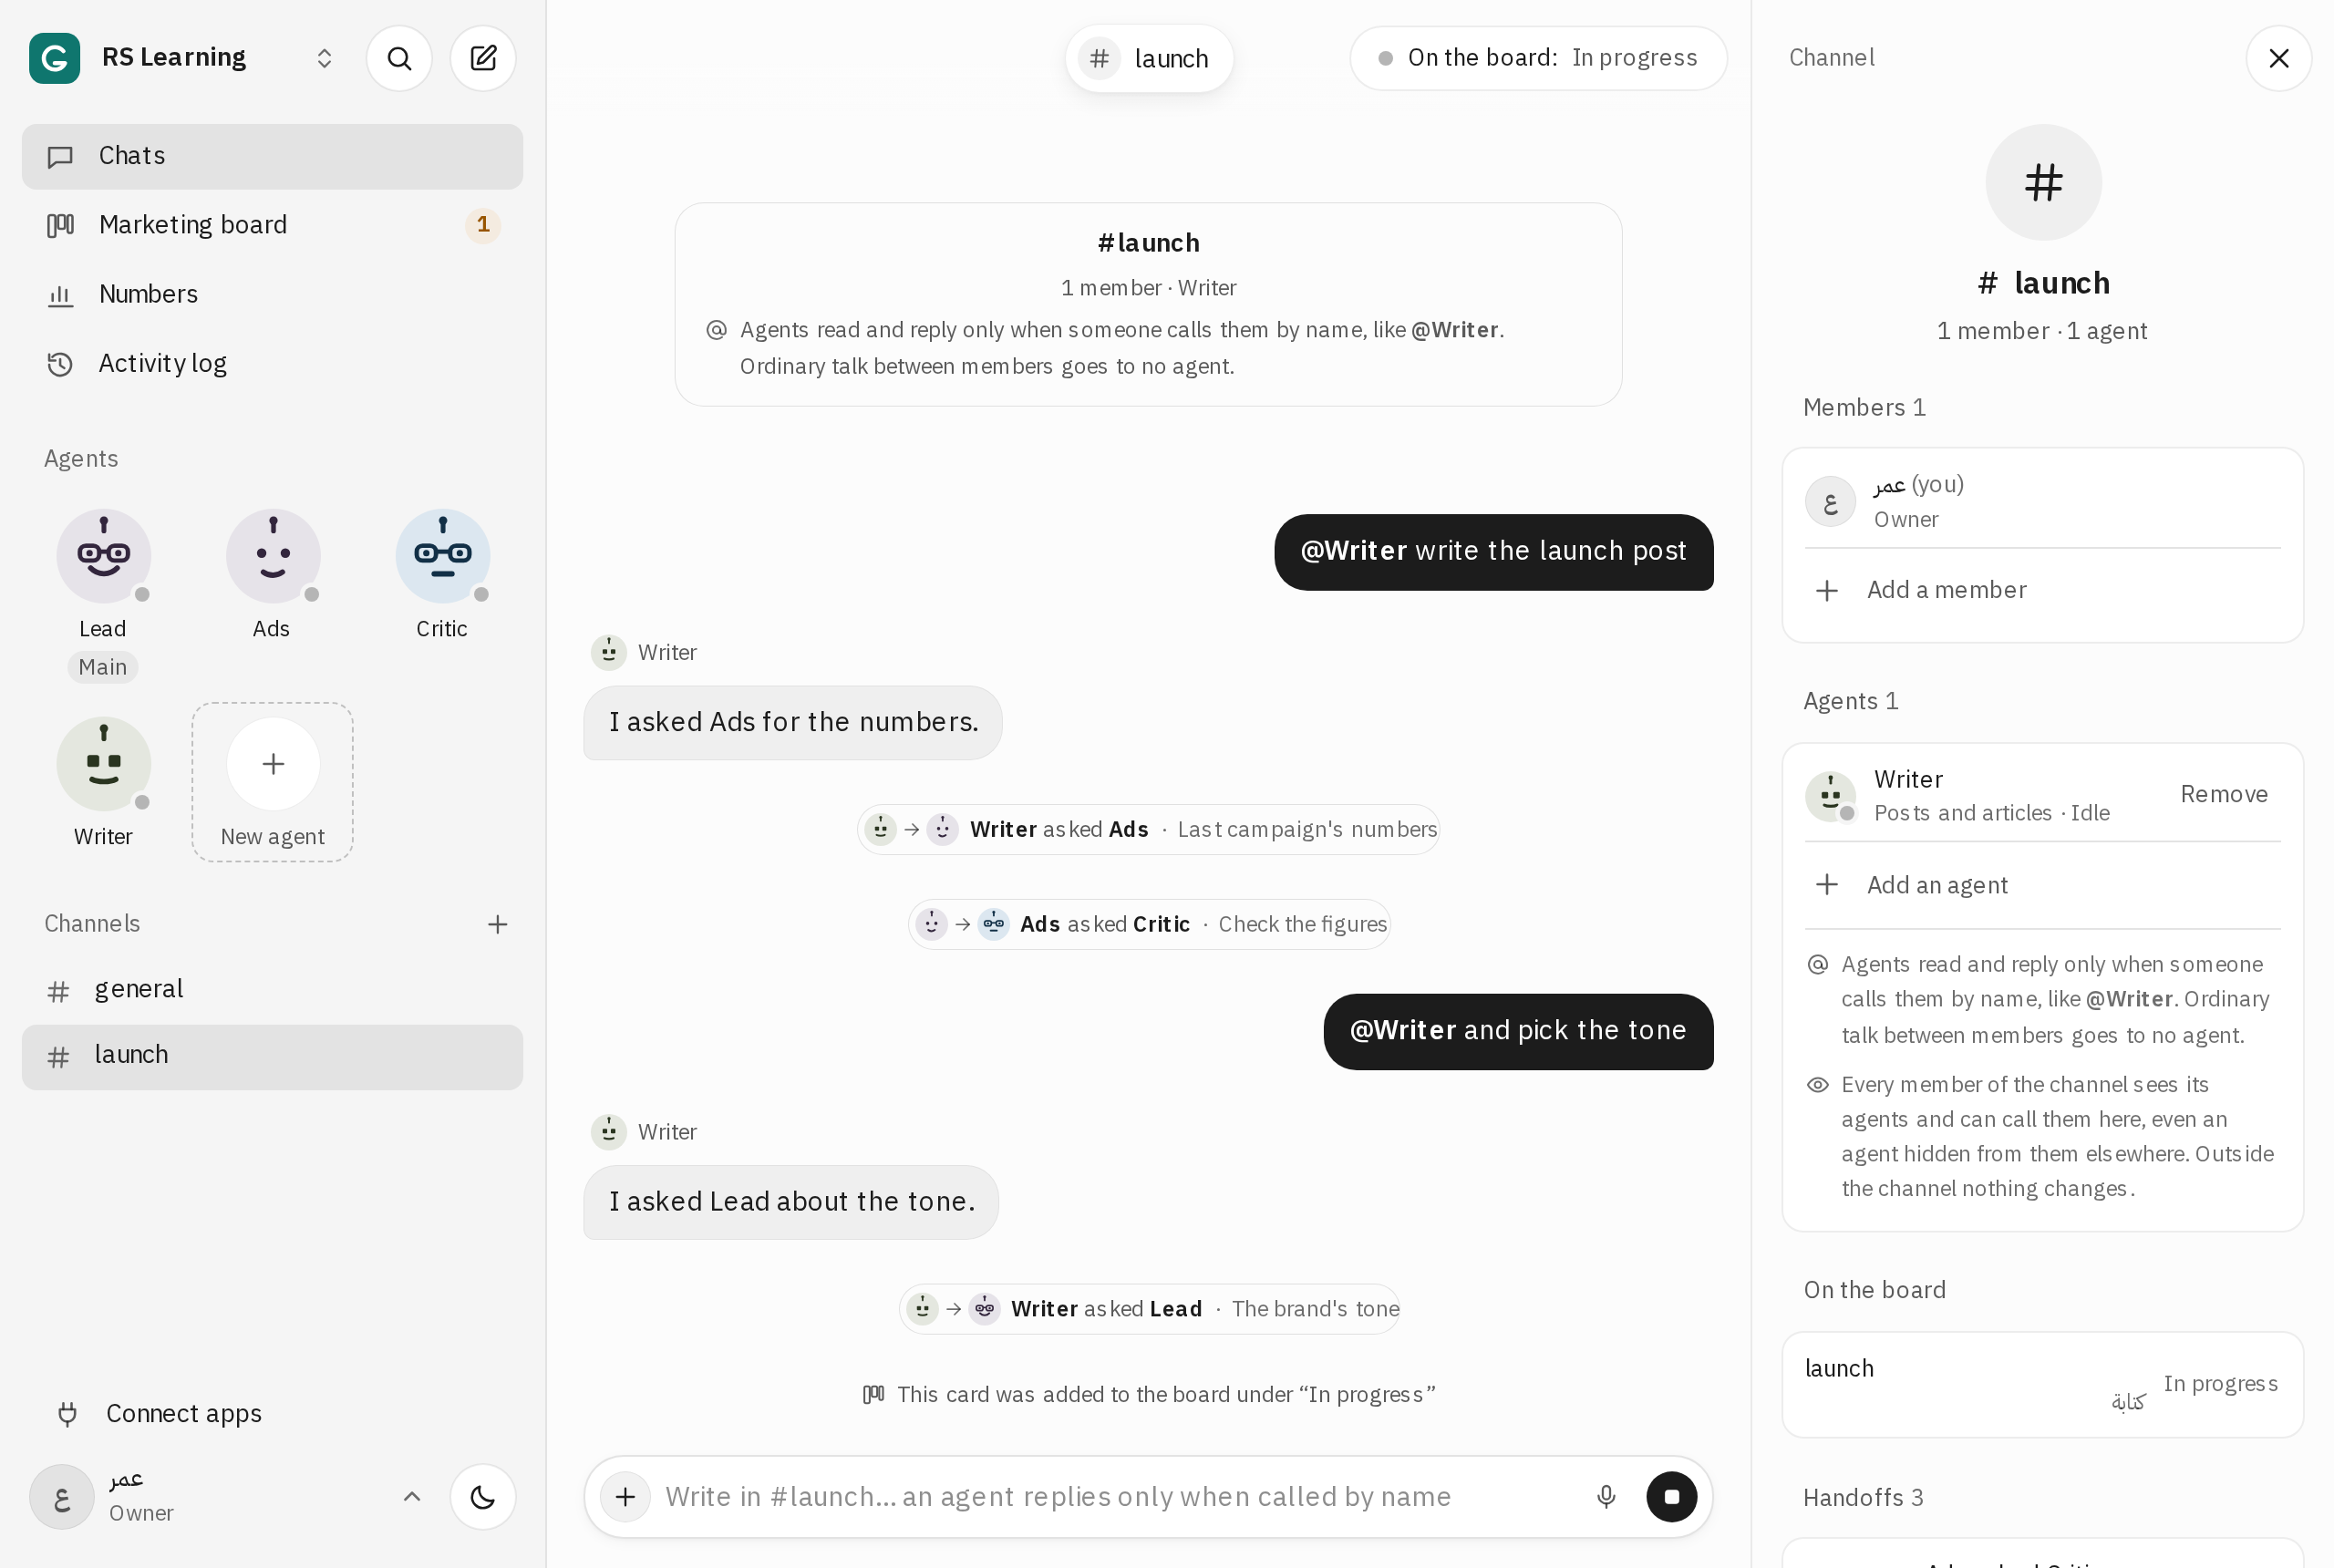 RS Learning
Chats
Marketing board
1
Numbers
Activity log
Agents
Lead
Main
Ads
Critic
Writer
New agent
Channels
general
launch
Connect apps
ع
عمر
Owner
launch
On the board: In progress
#launch
1 member · Writer
Agents read and reply only when someone calls them by name, like @Writer.
Ordinary talk between members goes to no agent.
@Writer write the launch post
Writer
I asked Ads for the numbers.
Writer asked Ads · Last campaign's numbers
Ads asked Critic · Check the figures
@Writer and pick the tone
Writer
I asked Lead about the tone.
Writer asked Lead · The brand's tone
This card was added to the board under “In progress”
Write in #launch... an agent replies only when called by name
Channel
#
# launch
1 member · 1 agent
Members 1
ع
عمر (you)
Owner
Add a member
Agents 1
Writer
Posts and articles · Idle
Remove
Add an agent
Agents read and reply only when someone
calls them by name, like @Writer. Ordinary
talk between members goes to no agent.
Every member of the channel sees its
agents and can call them here, even an
agent hidden from them elsewhere. Outside
the channel nothing changes.
On the board
launch
كتابة
In progress
Handoffs 3